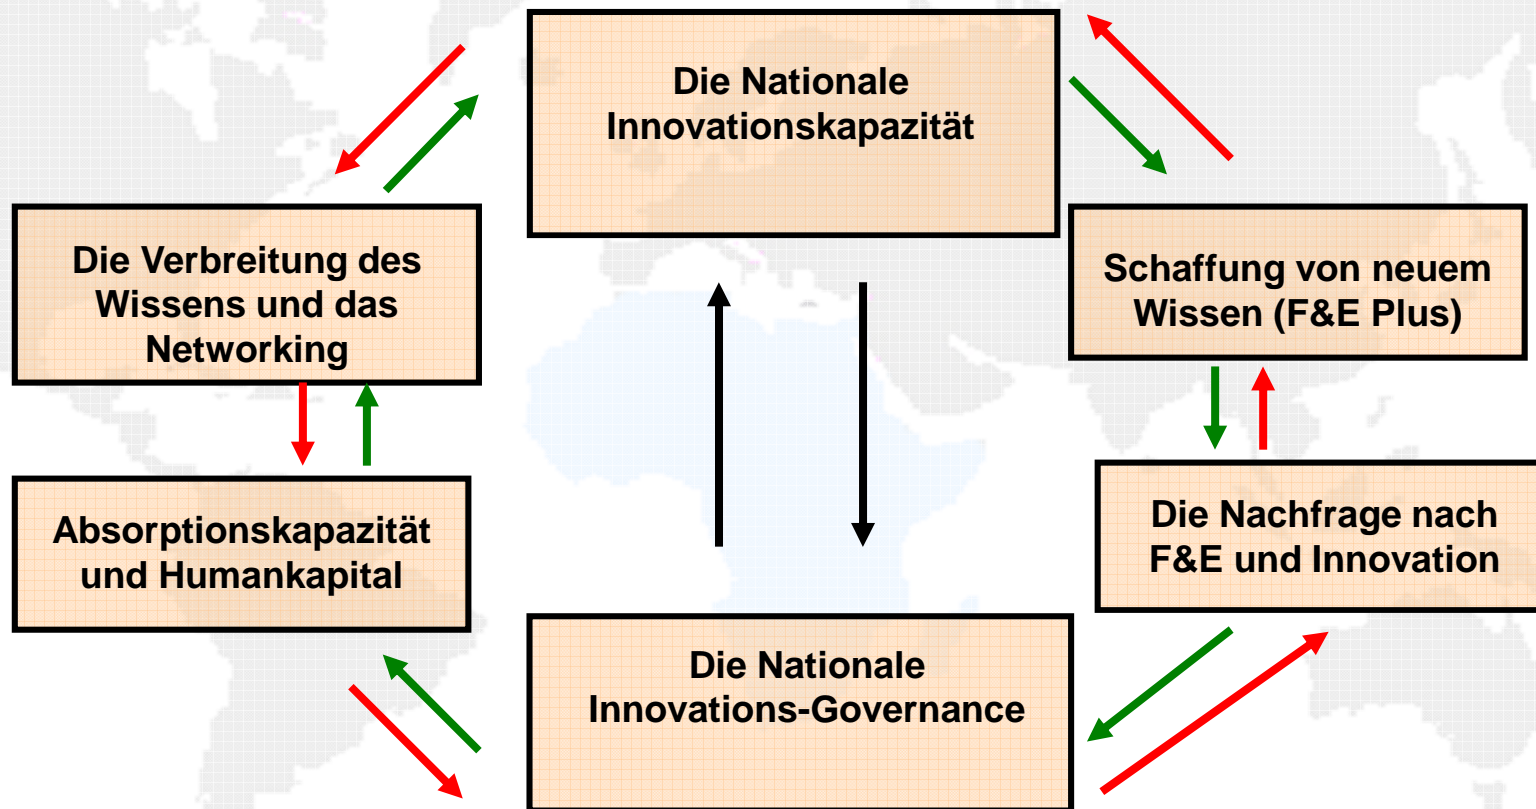 Die Nationale
Innovationskapazität
Die Verbreitung des
Wissens und das
Networking
Schaffung von neuem
Wissen (F&E Plus)
Absorptionskapazität
und Humankapital
Die Nachfrage nach
F&E und Innovation
Die Nationale
Innovations-Governance